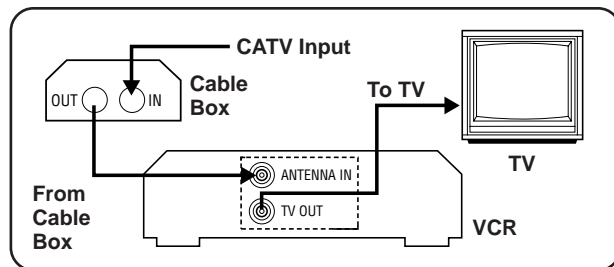 CATV Input
Cable
Box
OUT
IN
To TV
TV
From
Cable
Box
ANTENNA IN
TV OUT
VCR